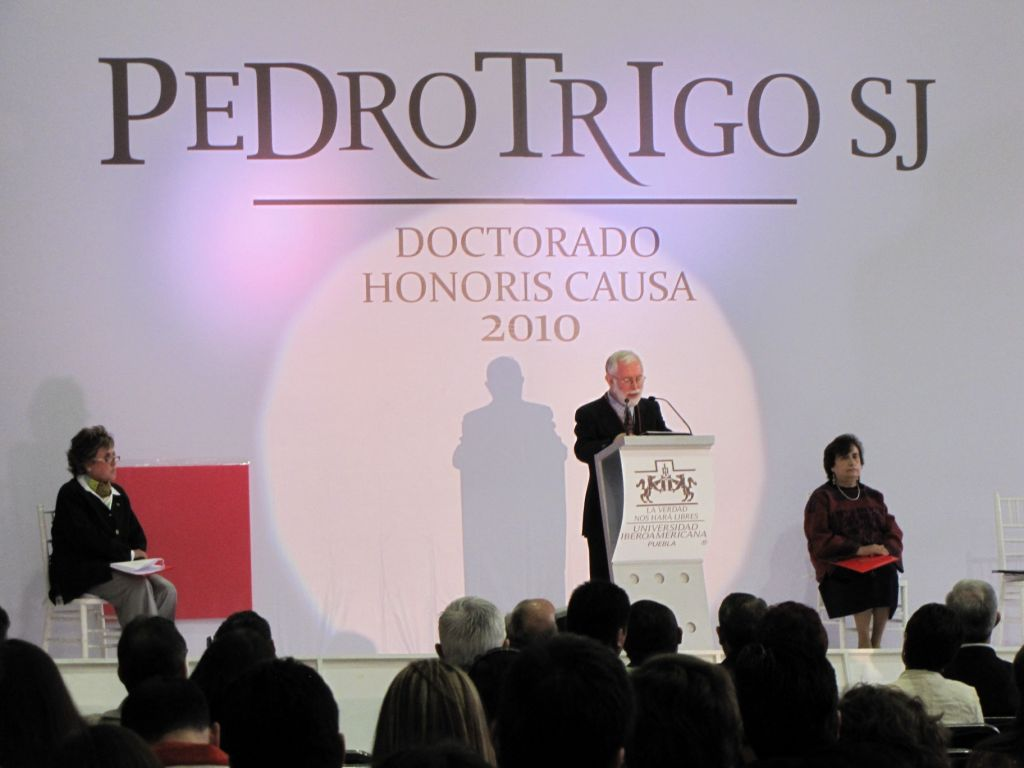 PEDRO TRIGO SJ
DOCTORADO
HONORIS CAUSA
2010
LA VERDAD
NOS HARÁ LIBRES
UNIVERSIDAD
IBEROAMERICANA
PUEBLA ®